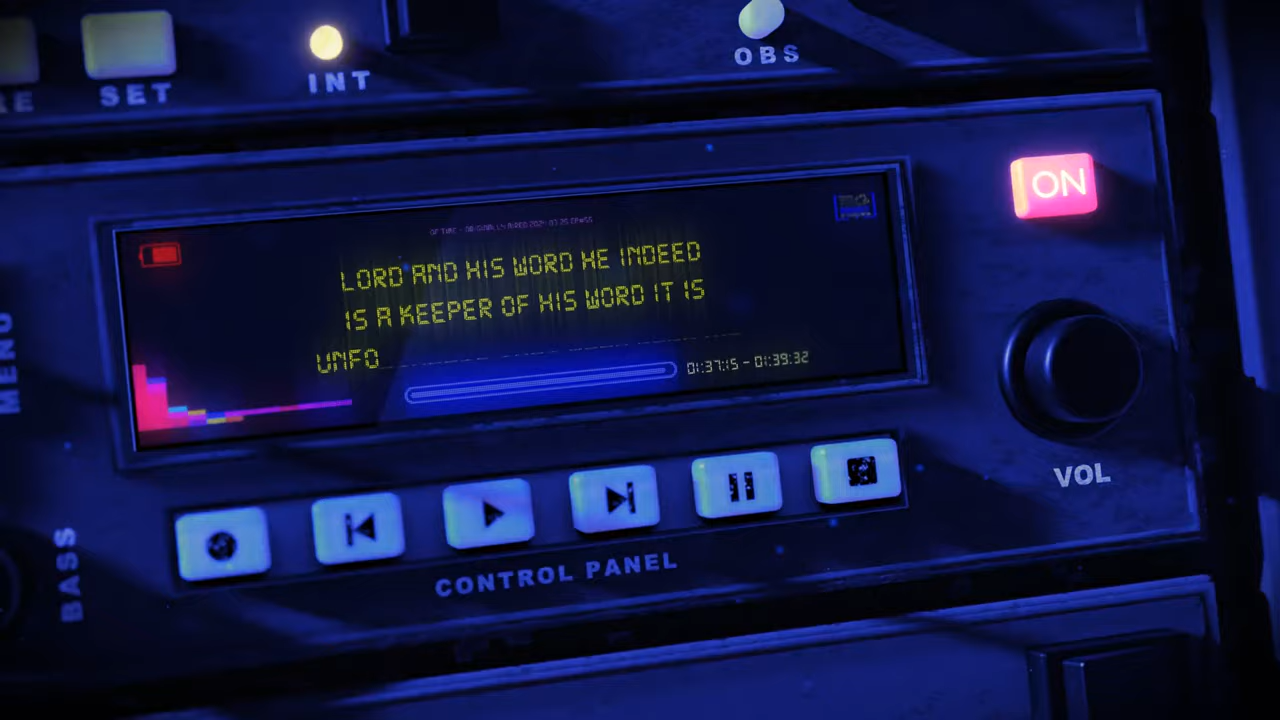 RE
SET
INT
OBS
ON
LORD AND HIS WORD HE INDEED
IS A KEEPER OF HIS WORD IT IS
UNFO
01:37:15 - 01:39:32
MENU
VOL
BASS
CONTROL PANEL